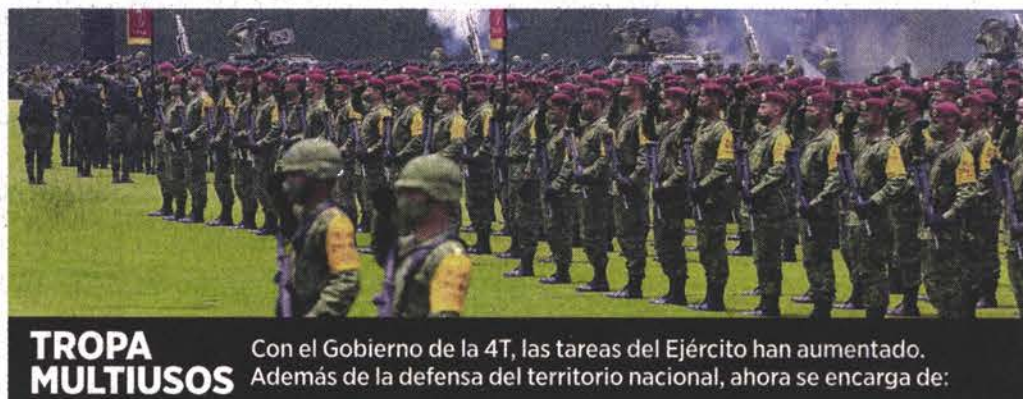 TROPA
MULTIUSOS
Con el Gobierno de la 4T, las tareas del Ejército han aumentado.
Además de la defensa del territorio nacional, ahora se encarga de: